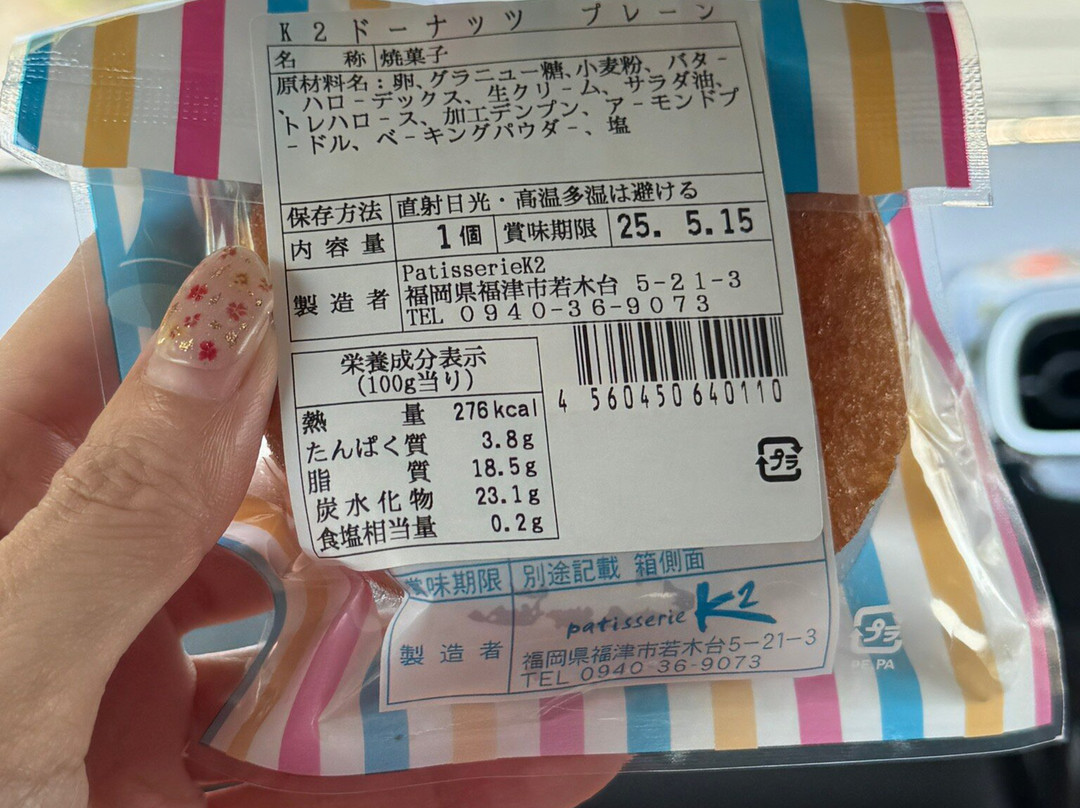 K2ドーナッツ プレーン
名 称 焼菓子
原材料名：卵、グラニュー糖、小麦粉、バター
、ハローデックス、生クリーム、サラダ油、
トレハロース、加工デンプン、アーモンドプ
ードル、ベーキングパウダー、塩
保存方法 直射日光・高温多湿は避ける
内容量 1個 賞味期限 25. 5.15
製造者 PatisserieK2
福岡県福津市若木台 5-21-3
TEL 0940-36-9073
栄養成分表示
(100g当り)
熱 量 276kcal
たんぱく質 3.8g
脂 質 18.5g
炭水化物 23.1g
食塩相当量 0.2g
4 560450 640110
プラ
賞味期限 別途記載 箱側面
patisserie K2
製造者 福岡県福津市若木台5-21-3
TEL 0940-36-9073
プラ
PE.PA